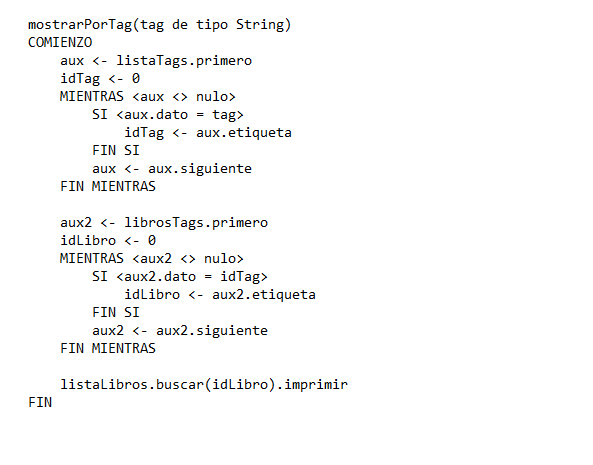 mostrarPorTag(tag de tipo String)
COMIENZO
    aux <- listaTags.primero
    idTag <- 0
    MIENTRAS <aux <> nulo>
        SI <aux.dato = tag>
            idTag <- aux.etiqueta
        FIN SI
        aux <- aux.siguiente
    FIN MIENTRAS

    aux2 <- librosTags.primero
    idLibro <- 0
    MIENTRAS <aux2 <> nulo>
        SI <aux2.dato = idTag>
            idLibro <- aux2.etiqueta
        FIN SI
        aux2 <- aux2.siguiente
    FIN MIENTRAS

    listaLibros.buscar(idLibro).imprimir
FIN